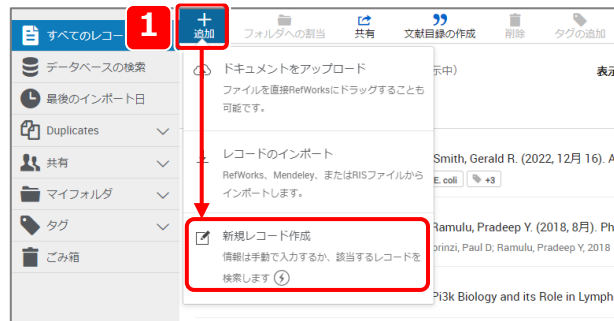 すべてのレコー
1
追加
フォルダへの割当
共有
文献目録の作成
削除
タグの追加
データベースの検索
最後のインポート日
Duplicates
共有
マイフォルダ
タグ
ごみ箱
ドキュメントをアップロード
ファイルを直接RefWorksにドラッグすることも
可能です。
レコードのインポート
RefWorks、Mendeley、またはRISファイルから
インポートします。
新規レコード作成
情報は手動で入力するか、該当するレコードを
検索します
示中）
表示
Smith, Gerald R. (2022, 12月 16). A
E. coli
+3
Ramulu, Pradeep Y. (2018, 8月). Ph
prinzi, Paul D; Ramulu, Pradeep Y, 2018
Pi3k Biology and its Role in Lymph